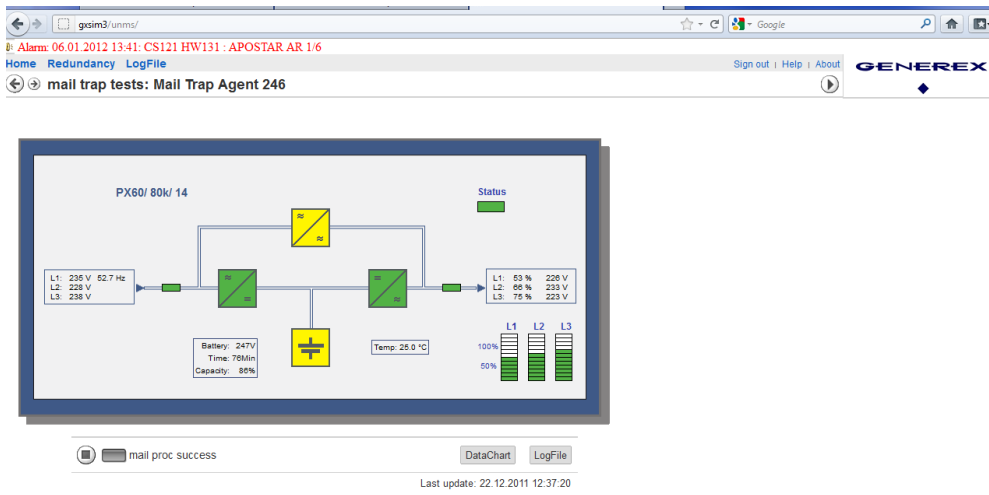 gxsim3/unms/
Google
Alarm: 06.01.2012 13:41: CS121 HW131 : APOSTAR AR 1/6
Home Redundancy LogFile
Sign out | Help | About
GENEREX
mail trap tests: Mail Trap Agent 246
PX60/ 80k/ 14
Status
L1: 235 V 52.7 Hz
L2: 228 V
L3: 238 V
L1: 53 % 226 V
L2: 66 % 233 V
L3: 75 % 223 V
Battery: 247V
Time: 76Min
Capacity: 86%
Temp: 25.0 °C
L1 L2 L3
100%
50%
mail proc success
DataChart
LogFile
Last update: 22.12.2011 12:37:20